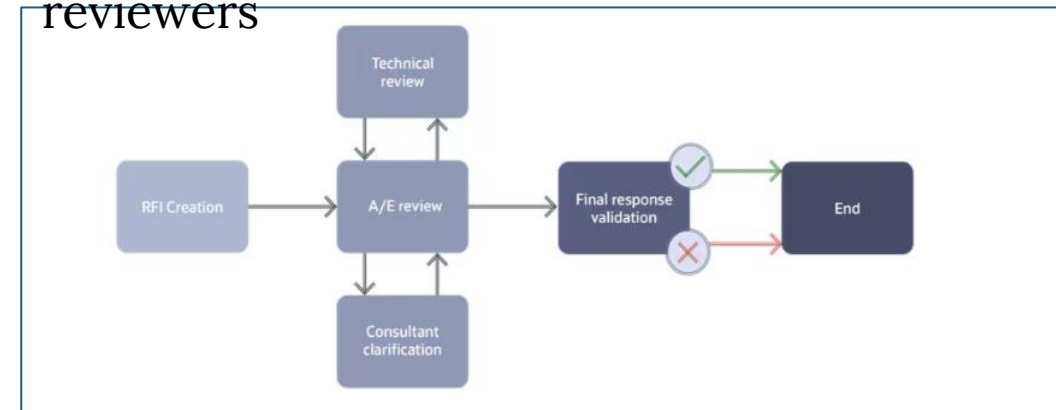 reviewers
Technical
review
RFI Creation
A/E review
Final response
validation
End
Consultant
clarification